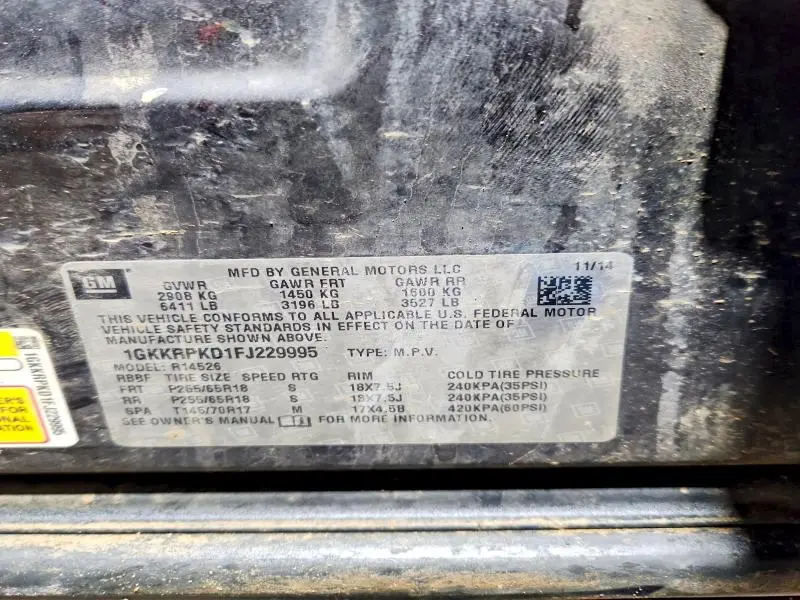 GM
MFD BY GENERAL MOTORS LLC
11/14
GVWR GAWR FRT GAWR RR
2908 KG 1450 KG 1600 KG
6411 LB 3196 LB 3527 LB
THIS VEHICLE CONFORMS TO ALL APPLICABLE U.S. FEDERAL MOTOR
VEHICLE SAFETY STANDARDS IN EFFECT ON THE DATE OF
MANUFACTURE SHOWN ABOVE.
1GKKRPKD1FJ229995 TYPE: M.P.V.
MODEL: R14526
RBBF TIRE SIZE SPEED RTG RIM COLD TIRE PRESSURE
FRT P255/65R18 S 18X7.5J 240KPA(35PSI)
RR P255/65R18 S 18X7.5J 240KPA(35PSI)
SPA T145/70R17 M 17X4.5B 420KPA(60PSI)
SEE OWNER'S MANUAL FOR MORE INFORMATION.
1GKKRPKD1FJ229995